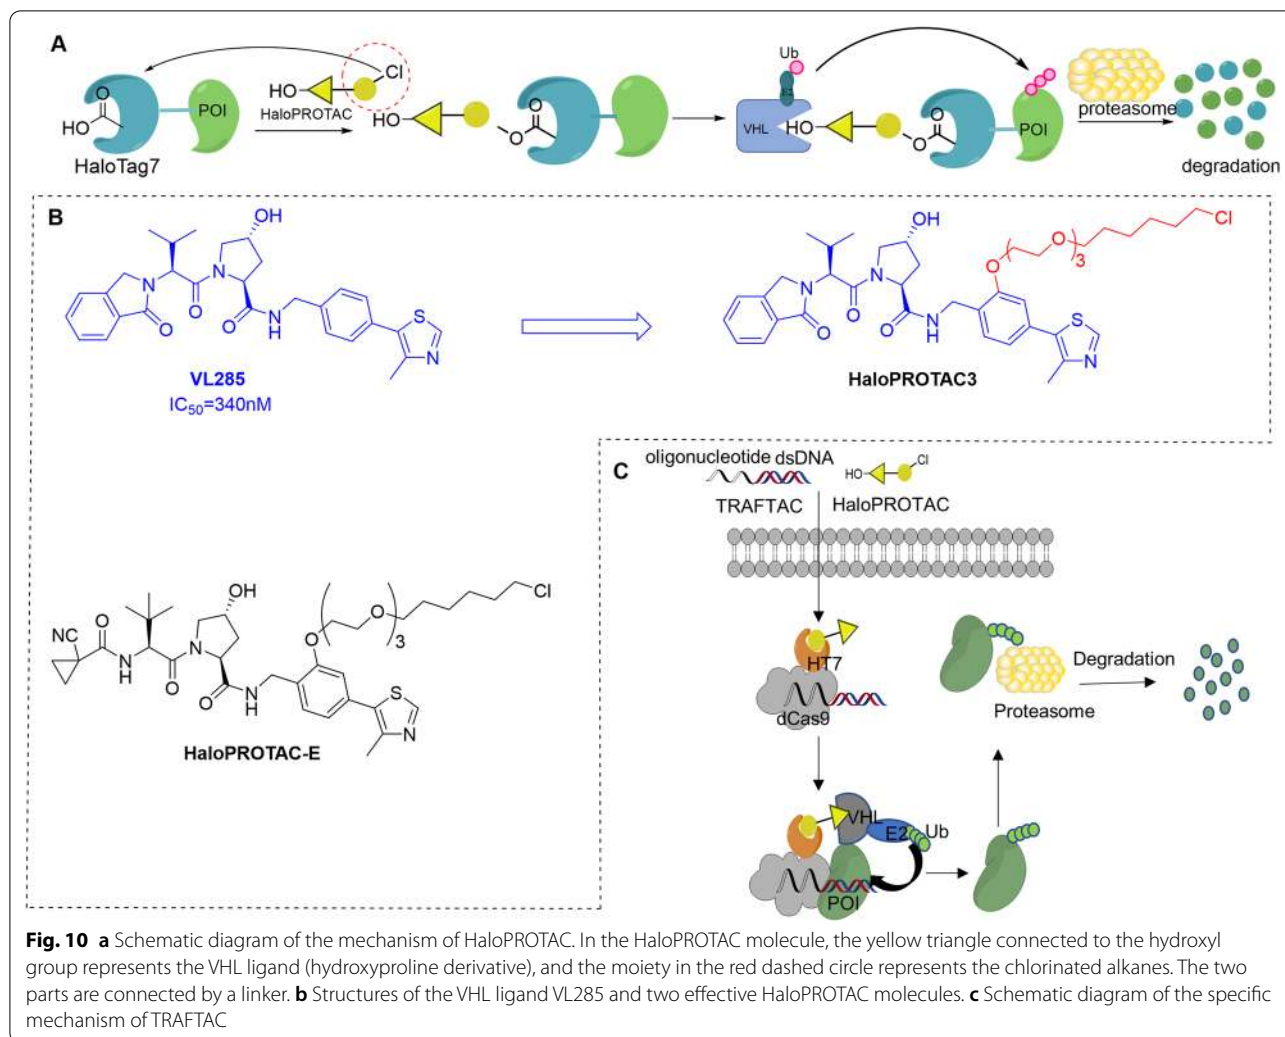 A
HO
O
HaloTag7
POI
Cl
HO
HaloPROTAC
HO
O
O
Ub
VHL
HO
O
O
POI
proteasome
degradation
B
OH
N
N
O
O
O
N
H
S
N
VL285
IC50=340nM
OH
O
O
3
Cl
N
N
O
O
O
N
H
S
N
HaloPROTAC3
OH
O
O
3
Cl
NC
O
N
H
O
N
O
N
H
S
N
HaloPROTAC-E
C
oligonucleotide dsDNA
TRAFTAC
HO
Cl
HaloPROTAC
HT7
dCas9
VHL
E2
Ub
POI
Proteasome
Degradation
Fig. 10 a Schematic diagram of the mechanism of HaloPROTAC. In the HaloPROTAC molecule, the yellow triangle connected to the hydroxyl
group represents the VHL ligand (hydroxyproline derivative), and the moiety in the red dashed circle represents the chlorinated alkanes. The two
parts are connected by a linker. b Structures of the VHL ligand VL285 and two effective HaloPROTAC molecules. c Schematic diagram of the specific
mechanism of TRAFTAC